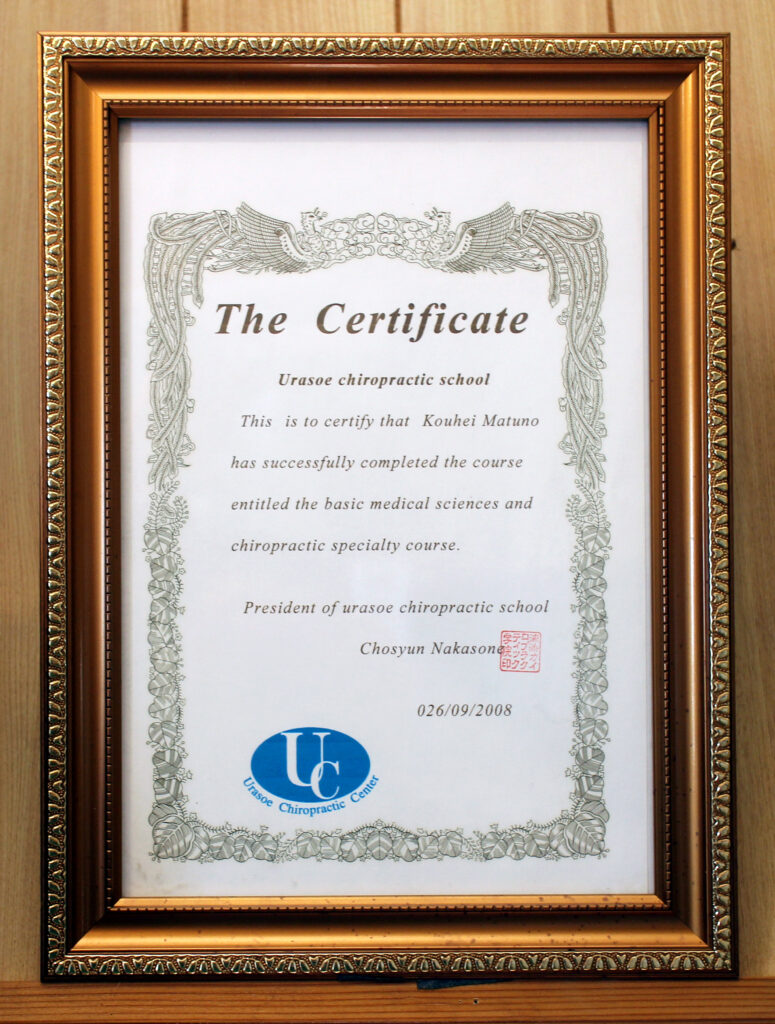 The Certificate
Urasoe chiropractic school
This is to certify that Kouhei Matuno
has successfully completed the course
entitled the basic medical sciences and
chiropractic specialty course.
President of urasoe chiropractic school
Chosyun Nakasone
026/09/2008
UC
Urasoe Chiropractic Center